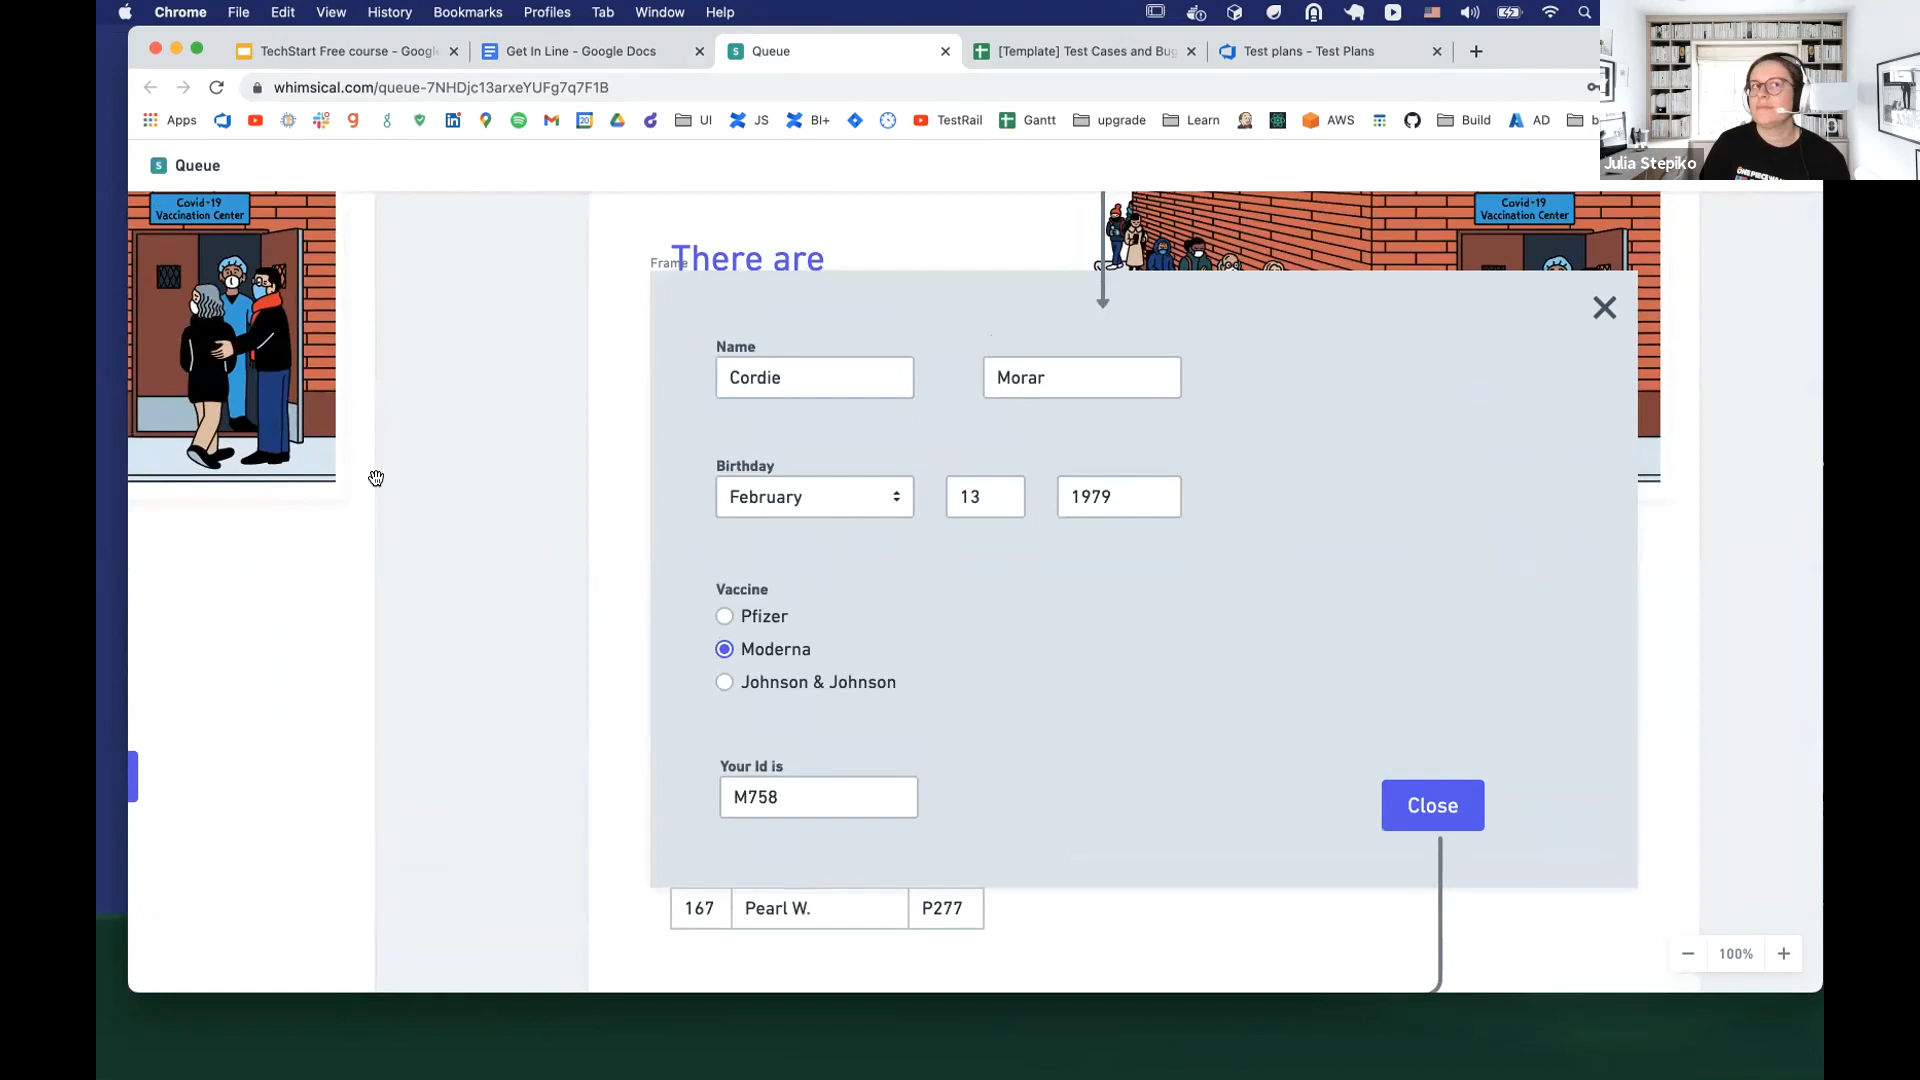 Chrome File Edit View History Bookmarks Profiles Tab Window Help
TechStart Free course - Google
Get In Line - Google Docs
Queue
[Template] Test Cases and Bug
Test plans - Test Plans
whimsical.com/queue-7NHDjc13arxeYUFg7q7F1B
Apps UI JS BI+ TestRail Gantt upgrade Learn AWS Build AD
Julia Stepiko
S Queue
Covid-19
Vaccination Center
Covid-19
Vaccination Center
There are
Frame
Name
Cordie Morar
Birthday
February 13 1979
Vaccine
Pfizer
Moderna
Johnson & Johnson
Your Id is
M758
Close
167 Pearl W. P277
100%